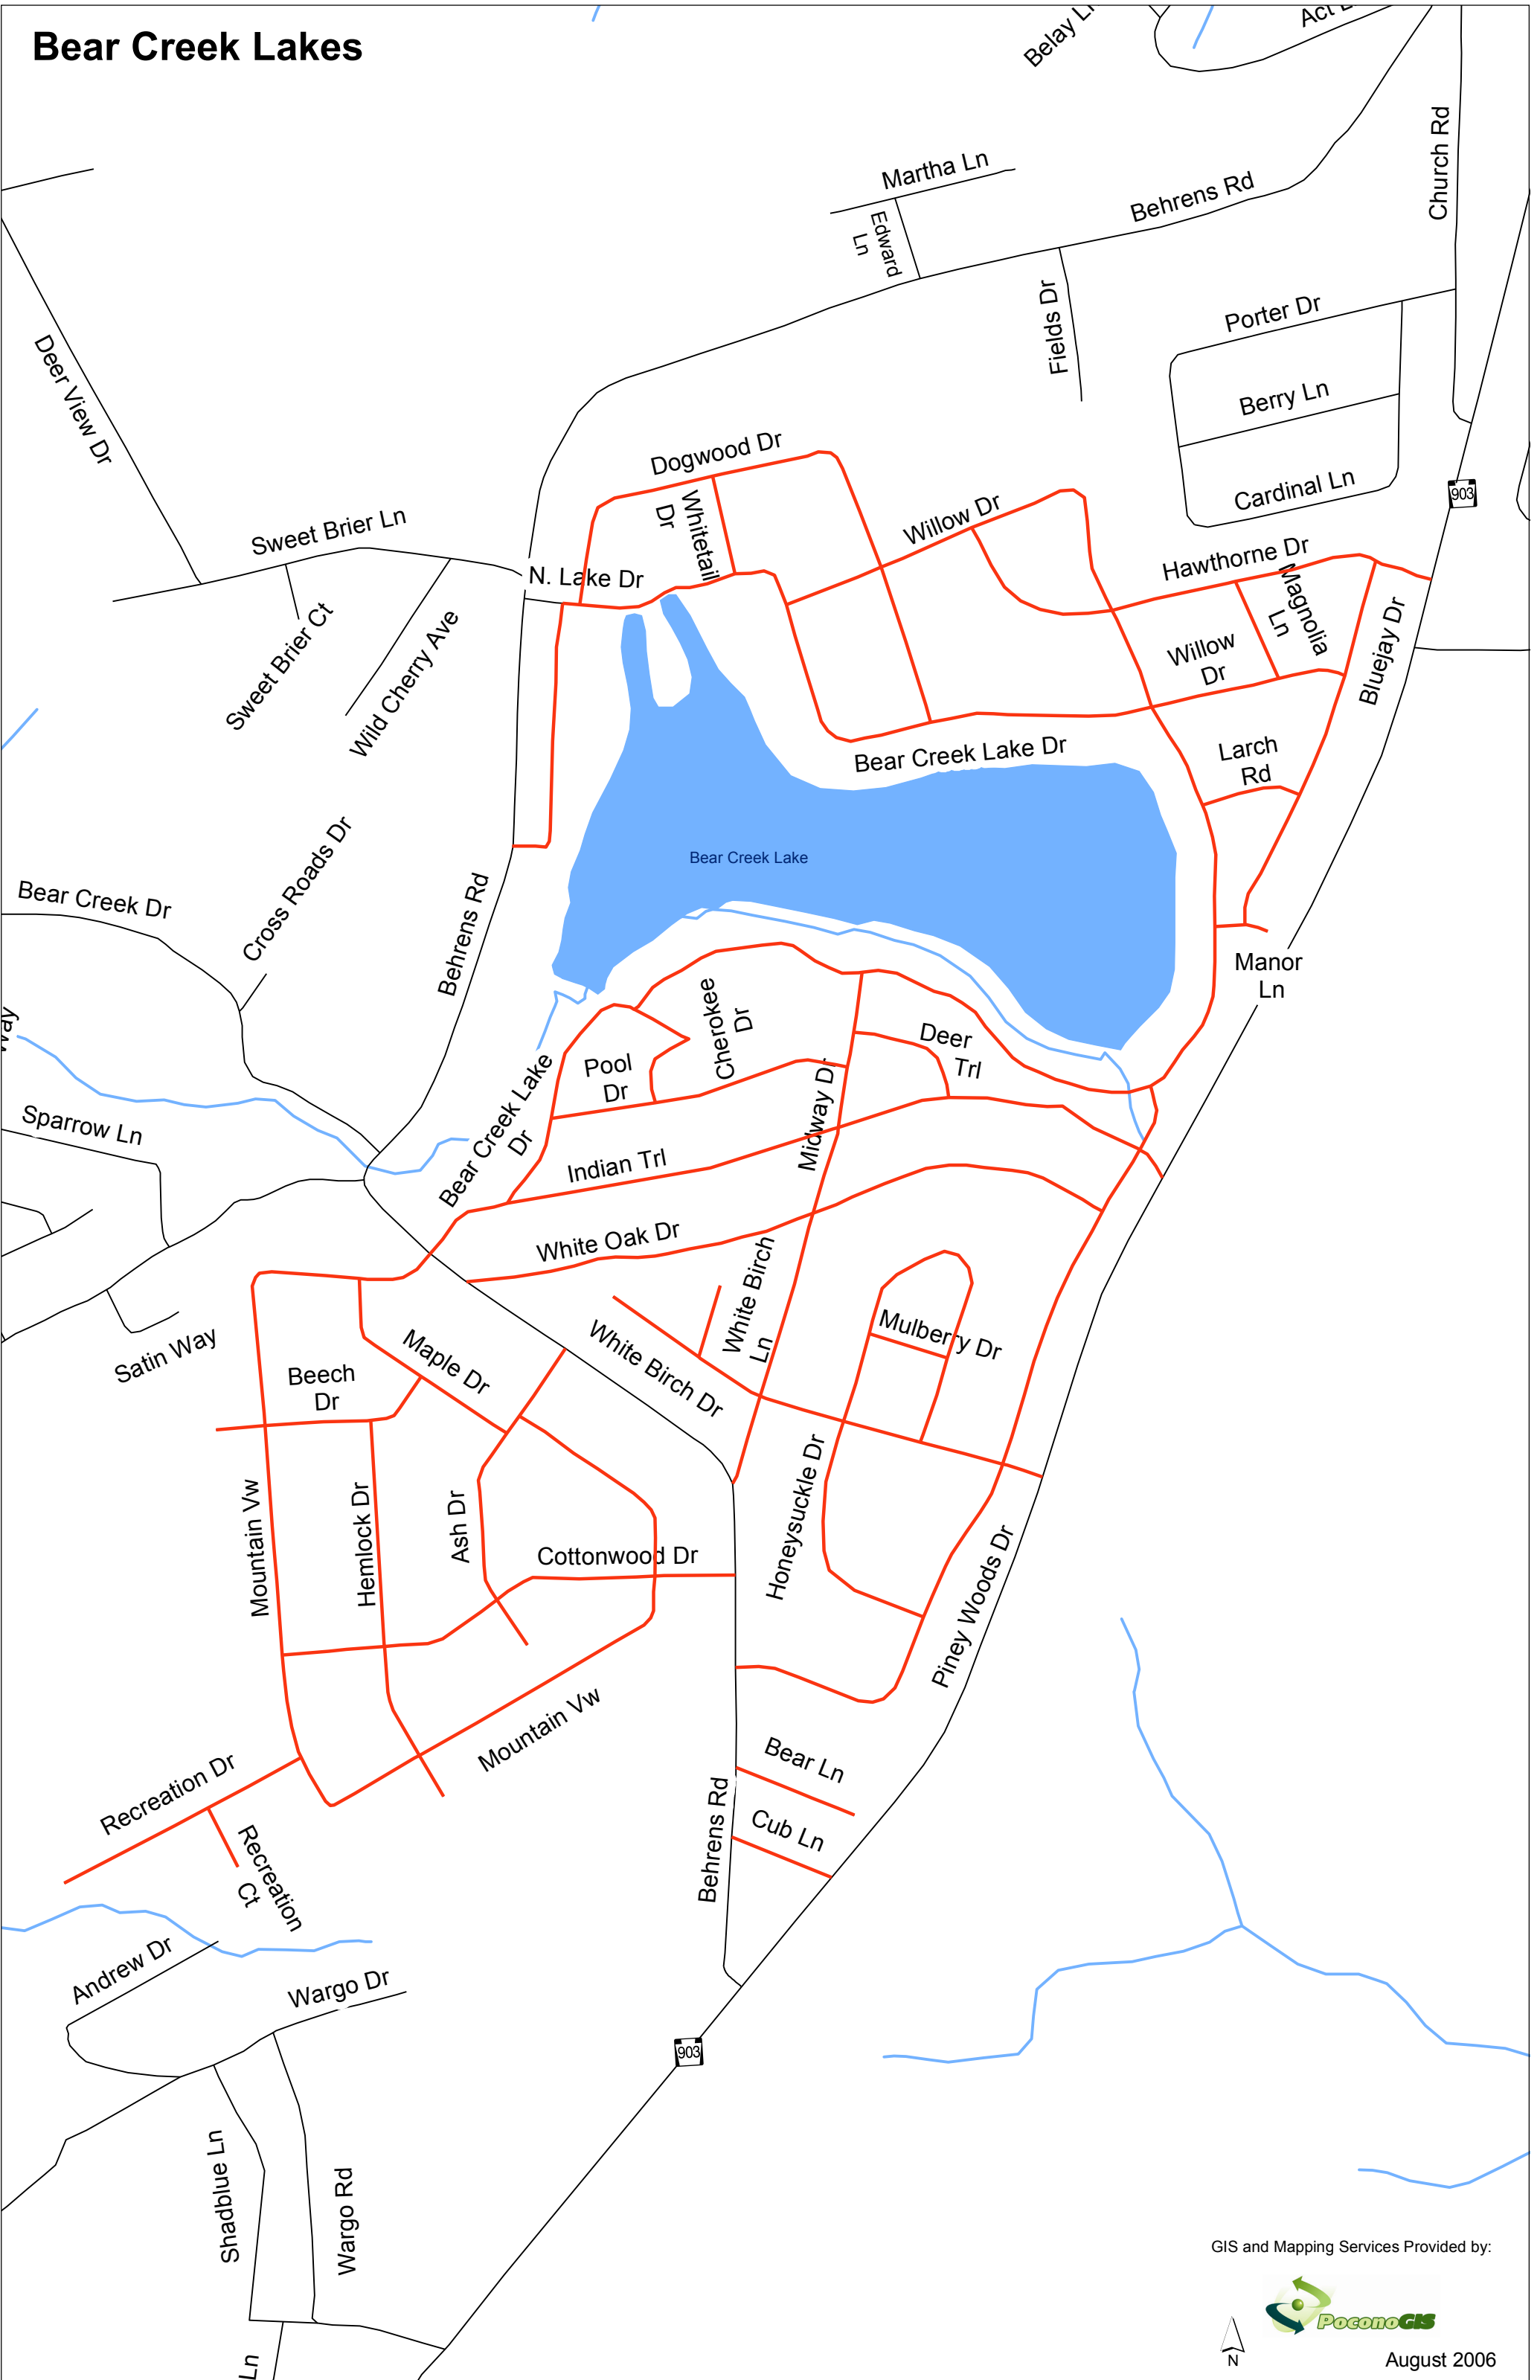 Bear Creek Lakes
Belay Ln
Act
Church Rd
Martha Ln
Behrens Rd
Edward
Ln
Fields Dr
Porter Dr
Deer View Dr
Berry Ln
Dogwood Dr
Cardinal Ln
903
Whitetail
Dr
Willow Dr
Sweet Brier Ln
Hawthorne Dr
N. Lake Dr
Magnolia
Ln
Sweet Brier Ct
Wild Cherry Ave
Willow
Dr
Bluejay Dr
Bear Creek Lake Dr
Larch
Rd
Bear Creek Lake
Cross Roads Dr
Bear Creek Dr
Behrens Rd
Manor
Ln
Way
Cherokee
Dr
Deer
Trl
Pool
Dr
Midway Dr
Sparrow Ln
Bear Creek Lake
Dr
Indian Trl
White Oak Dr
White Birch
Ln
Satin Way
Maple Dr
White Birch Dr
Mulberry Dr
Beech
Dr
Mountain Vw
Hemlock Dr
Ash Dr
Honeysuckle Dr
Cottonwood Dr
Piney Woods Dr
Mountain Vw
Recreation Dr
Bear Ln
Behrens Rd
Cub Ln
Recreation
Ct
Andrew Dr
Wargo Dr
903
Shadblue Ln
Wargo Rd
Ln
GIS and Mapping Services Provided by:
PoconoGIS
N
August 2006